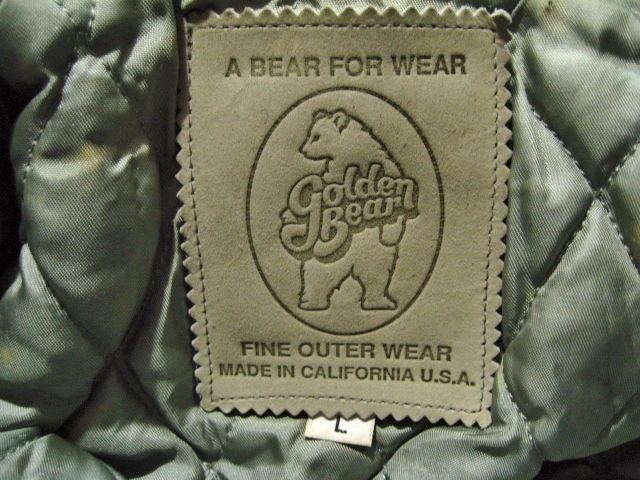 A BEAR FOR WEAR
Golden
Bear
FINE OUTER WEAR
MADE IN CALIFORNIA U.S.A.
L